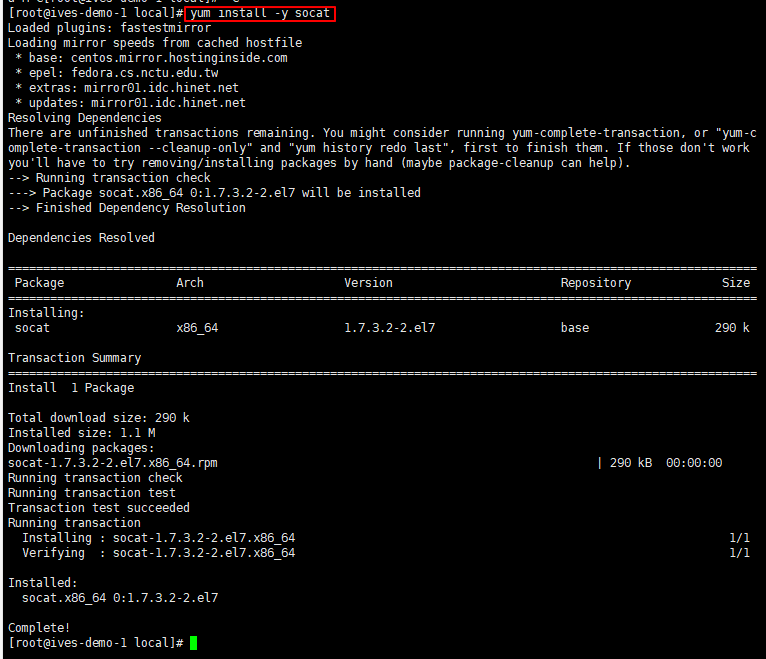 [root@ives-demo-1 local]# yum install -y socat
Loaded plugins: fastestmirror
Loading mirror speeds from cached hostfile
 * base: centos.mirror.hostinginside.com
 * epel: fedora.cs.nctu.edu.tw
 * extras: mirror01.idc.hinet.net
 * updates: mirror01.idc.hinet.net
Resolving Dependencies
There are unfinished transactions remaining. You might consider running yum-complete-transaction, or "yum-c
omplete-transaction --cleanup-only" and "yum history redo last", first to finish them. If those don't work
you'll have to try removing/installing packages by hand (maybe package-cleanup can help).
--> Running transaction check
---> Package socat.x86_64 0:1.7.3.2-2.el7 will be installed
--> Finished Dependency Resolution
Dependencies Resolved
===========================================================================================================
 Package                Arch                    Version                        Repository             Size
===========================================================================================================
Installing:
 socat                  x86_64                  1.7.3.2-2.el7                  base                  290 k
Transaction Summary
===========================================================================================================
Install  1 Package
Total download size: 290 k
Installed size: 1.1 M
Downloading packages:
socat-1.7.3.2-2.el7.x86_64.rpm                                                      | 290 kB  00:00:00
Running transaction check
Running transaction test
Transaction test succeeded
Running transaction
  Installing : socat-1.7.3.2-2.el7.x86_64                                                              1/1
  Verifying  : socat-1.7.3.2-2.el7.x86_64                                                              1/1
Installed:
  socat.x86_64 0:1.7.3.2-2.el7
Complete!
[root@ives-demo-1 local]#